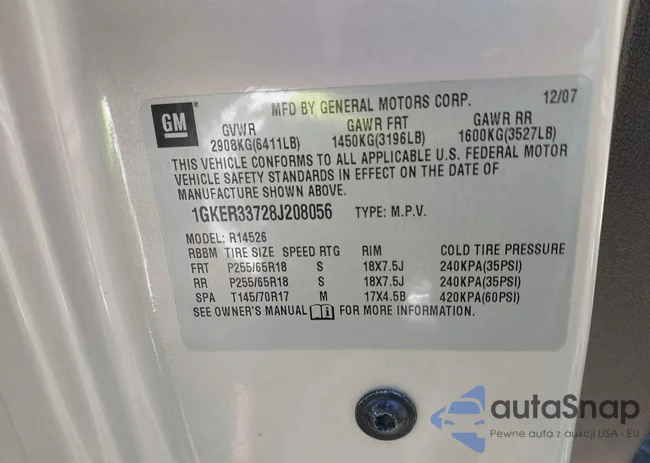 GM
MFD BY GENERAL MOTORS CORP. 12/07
GVWR GAWR FRT GAWR RR
2908KG(6411LB) 1450KG(3196LB) 1600KG(3527LB)
THIS VEHICLE CONFORMS TO ALL APPLICABLE U.S. FEDERAL MOTOR
VEHICLE SAFETY STANDARDS IN EFFECT ON THE DATE OF
MANUFACTURE SHOWN ABOVE.
1GKER33728J208056 TYPE: M.P.V.
MODEL: R14526
RBBM TIRE SIZE SPEED RTG RIM COLD TIRE PRESSURE
FRT P255/65R18 S 18X7.5J 240KPA(35PSI)
RR P255/65R18 S 18X7.5J 240KPA(35PSI)
SPA T145/70R17 M 17X4.5B 420KPA(60PSI)
SEE OWNER'S MANUAL FOR MORE INFORMATION.
autaSnap
Pewne auta z aukcji USA i EU